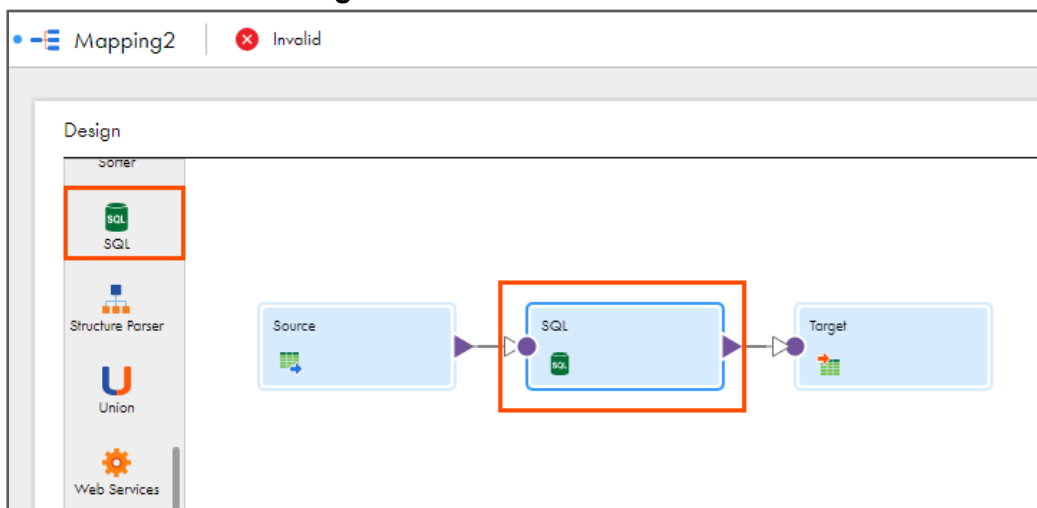 Mapping2
Invalid
Design
Sorter
SQL
SQL
Structure Parser
Union
Web Services
Source
SQL
SQL
Target